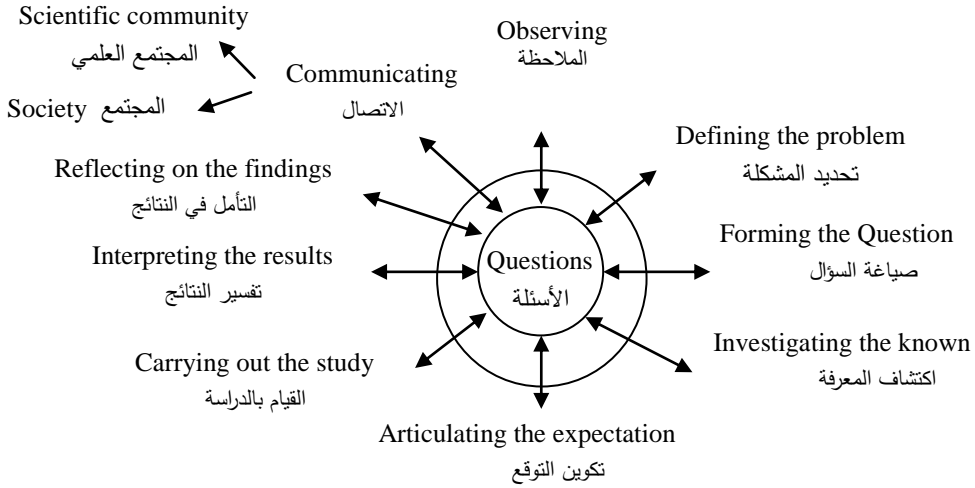 Scientific community
المجتمع العلمي
Society المجتمع
Communicating
الاتصال
Observing
الملاحظة
Defining the problem
تحديد المشكلة
Forming the Question
صياغة السؤال
Investigating the known
اكتشاف المعرفة
Articulating the expectation
تكوين التوقع
Carrying out the study
القيام بالدراسة
Interpreting the results
تفسير النتائج
Reflecting on the findings
التأمل في النتائج
Questions
الأسئلة